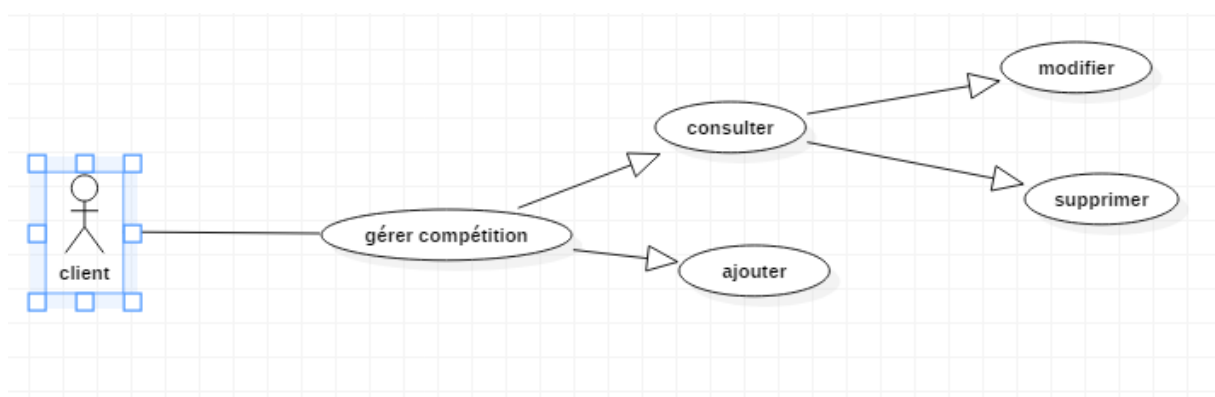 modifier
consulter
supprimer
gérer compétition
client
ajouter